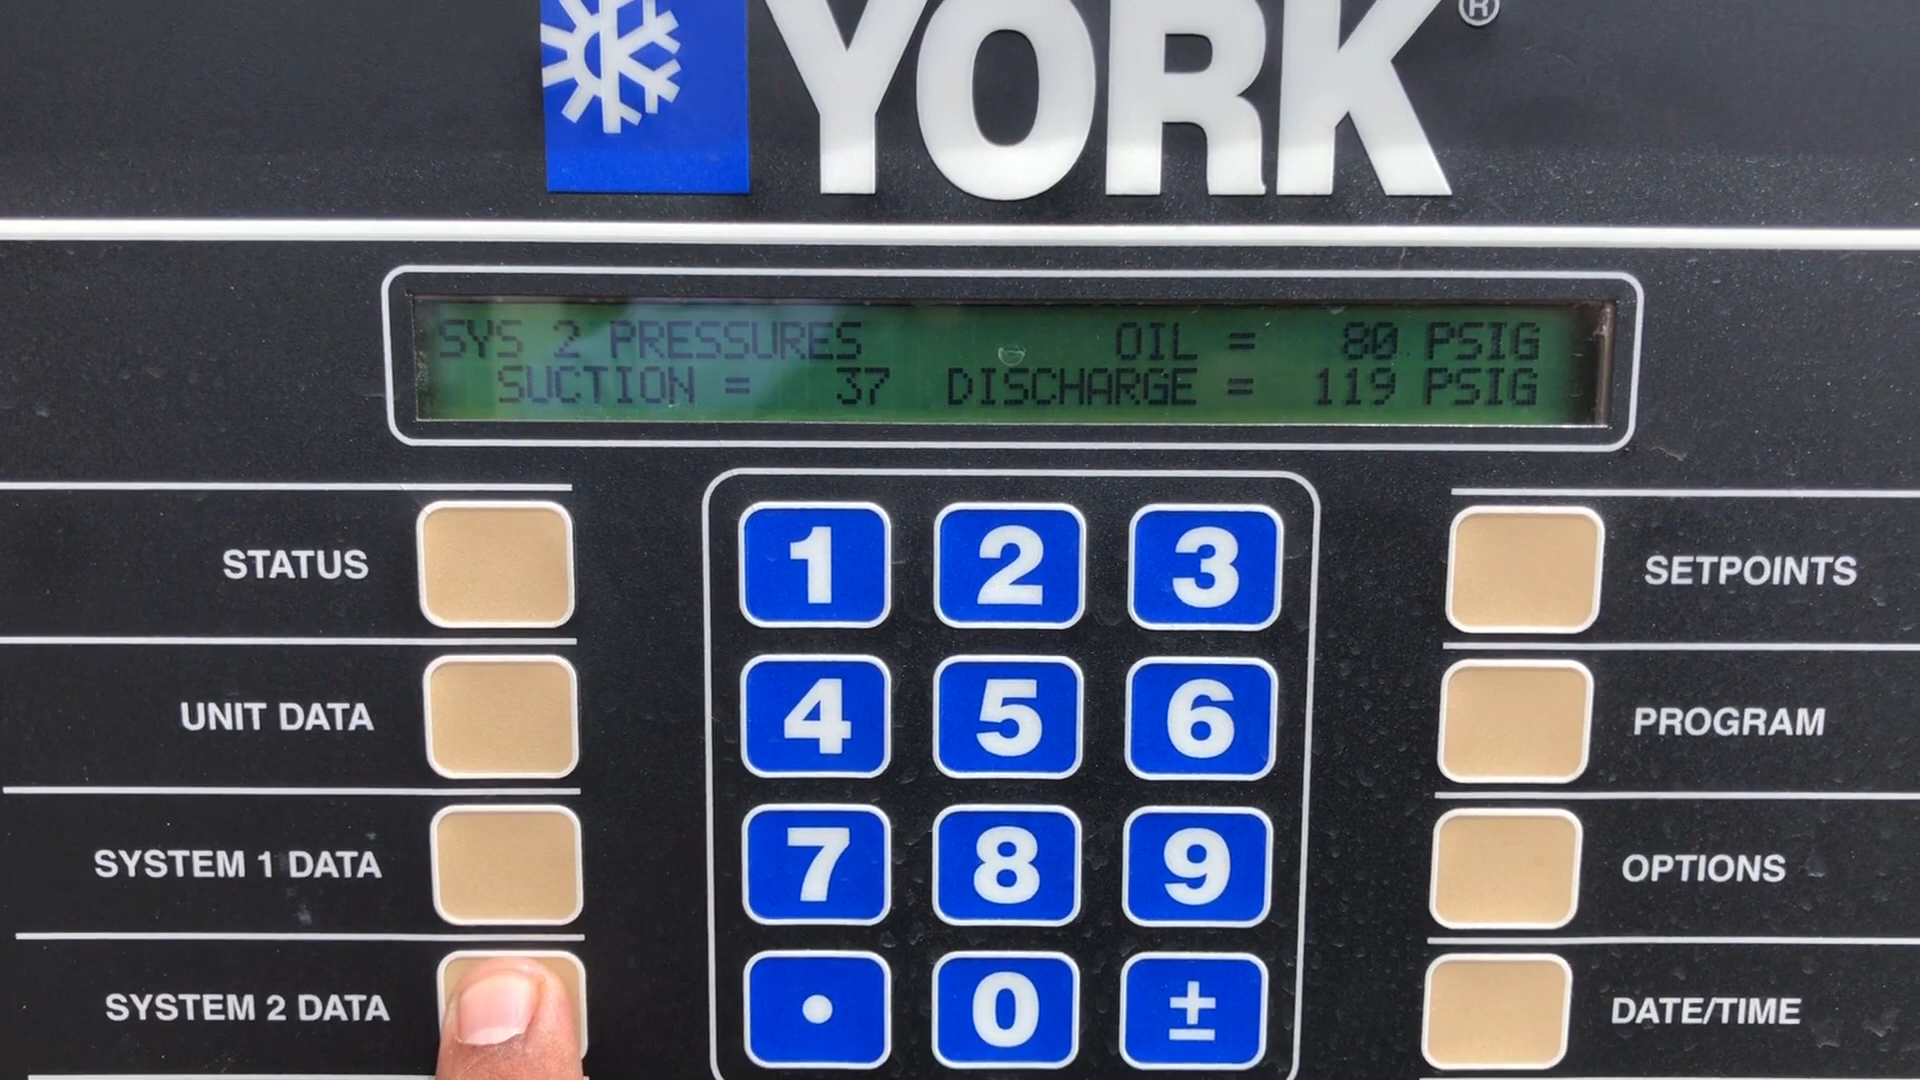 YORK®
SYS 2 PRESSURES OIL = 80 PSIG
SUCTION = 37 DISCHARGE = 119 PSIG
STATUS
1 2 3
SETPOINTS
UNIT DATA
4 5 6
PROGRAM
SYSTEM 1 DATA
7 8 9
OPTIONS
SYSTEM 2 DATA
• 0 ±
DATE/TIME